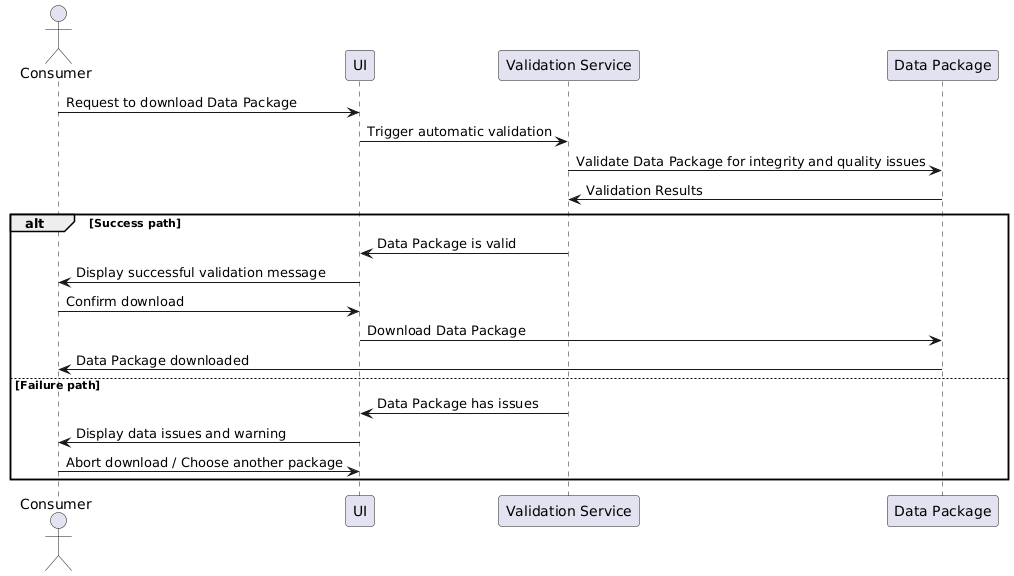 Consumer
UI
Validation Service
Data Package
Request to download Data Package
Trigger automatic validation
Validate Data Package for integrity and quality issues
Validation Results
alt [Success path]
Data Package is valid
Display successful validation message
Confirm download
Download Data Package
Data Package downloaded
[Failure path]
Data Package has issues
Display data issues and warning
Abort download / Choose another package
Consumer
UI
Validation Service
Data Package